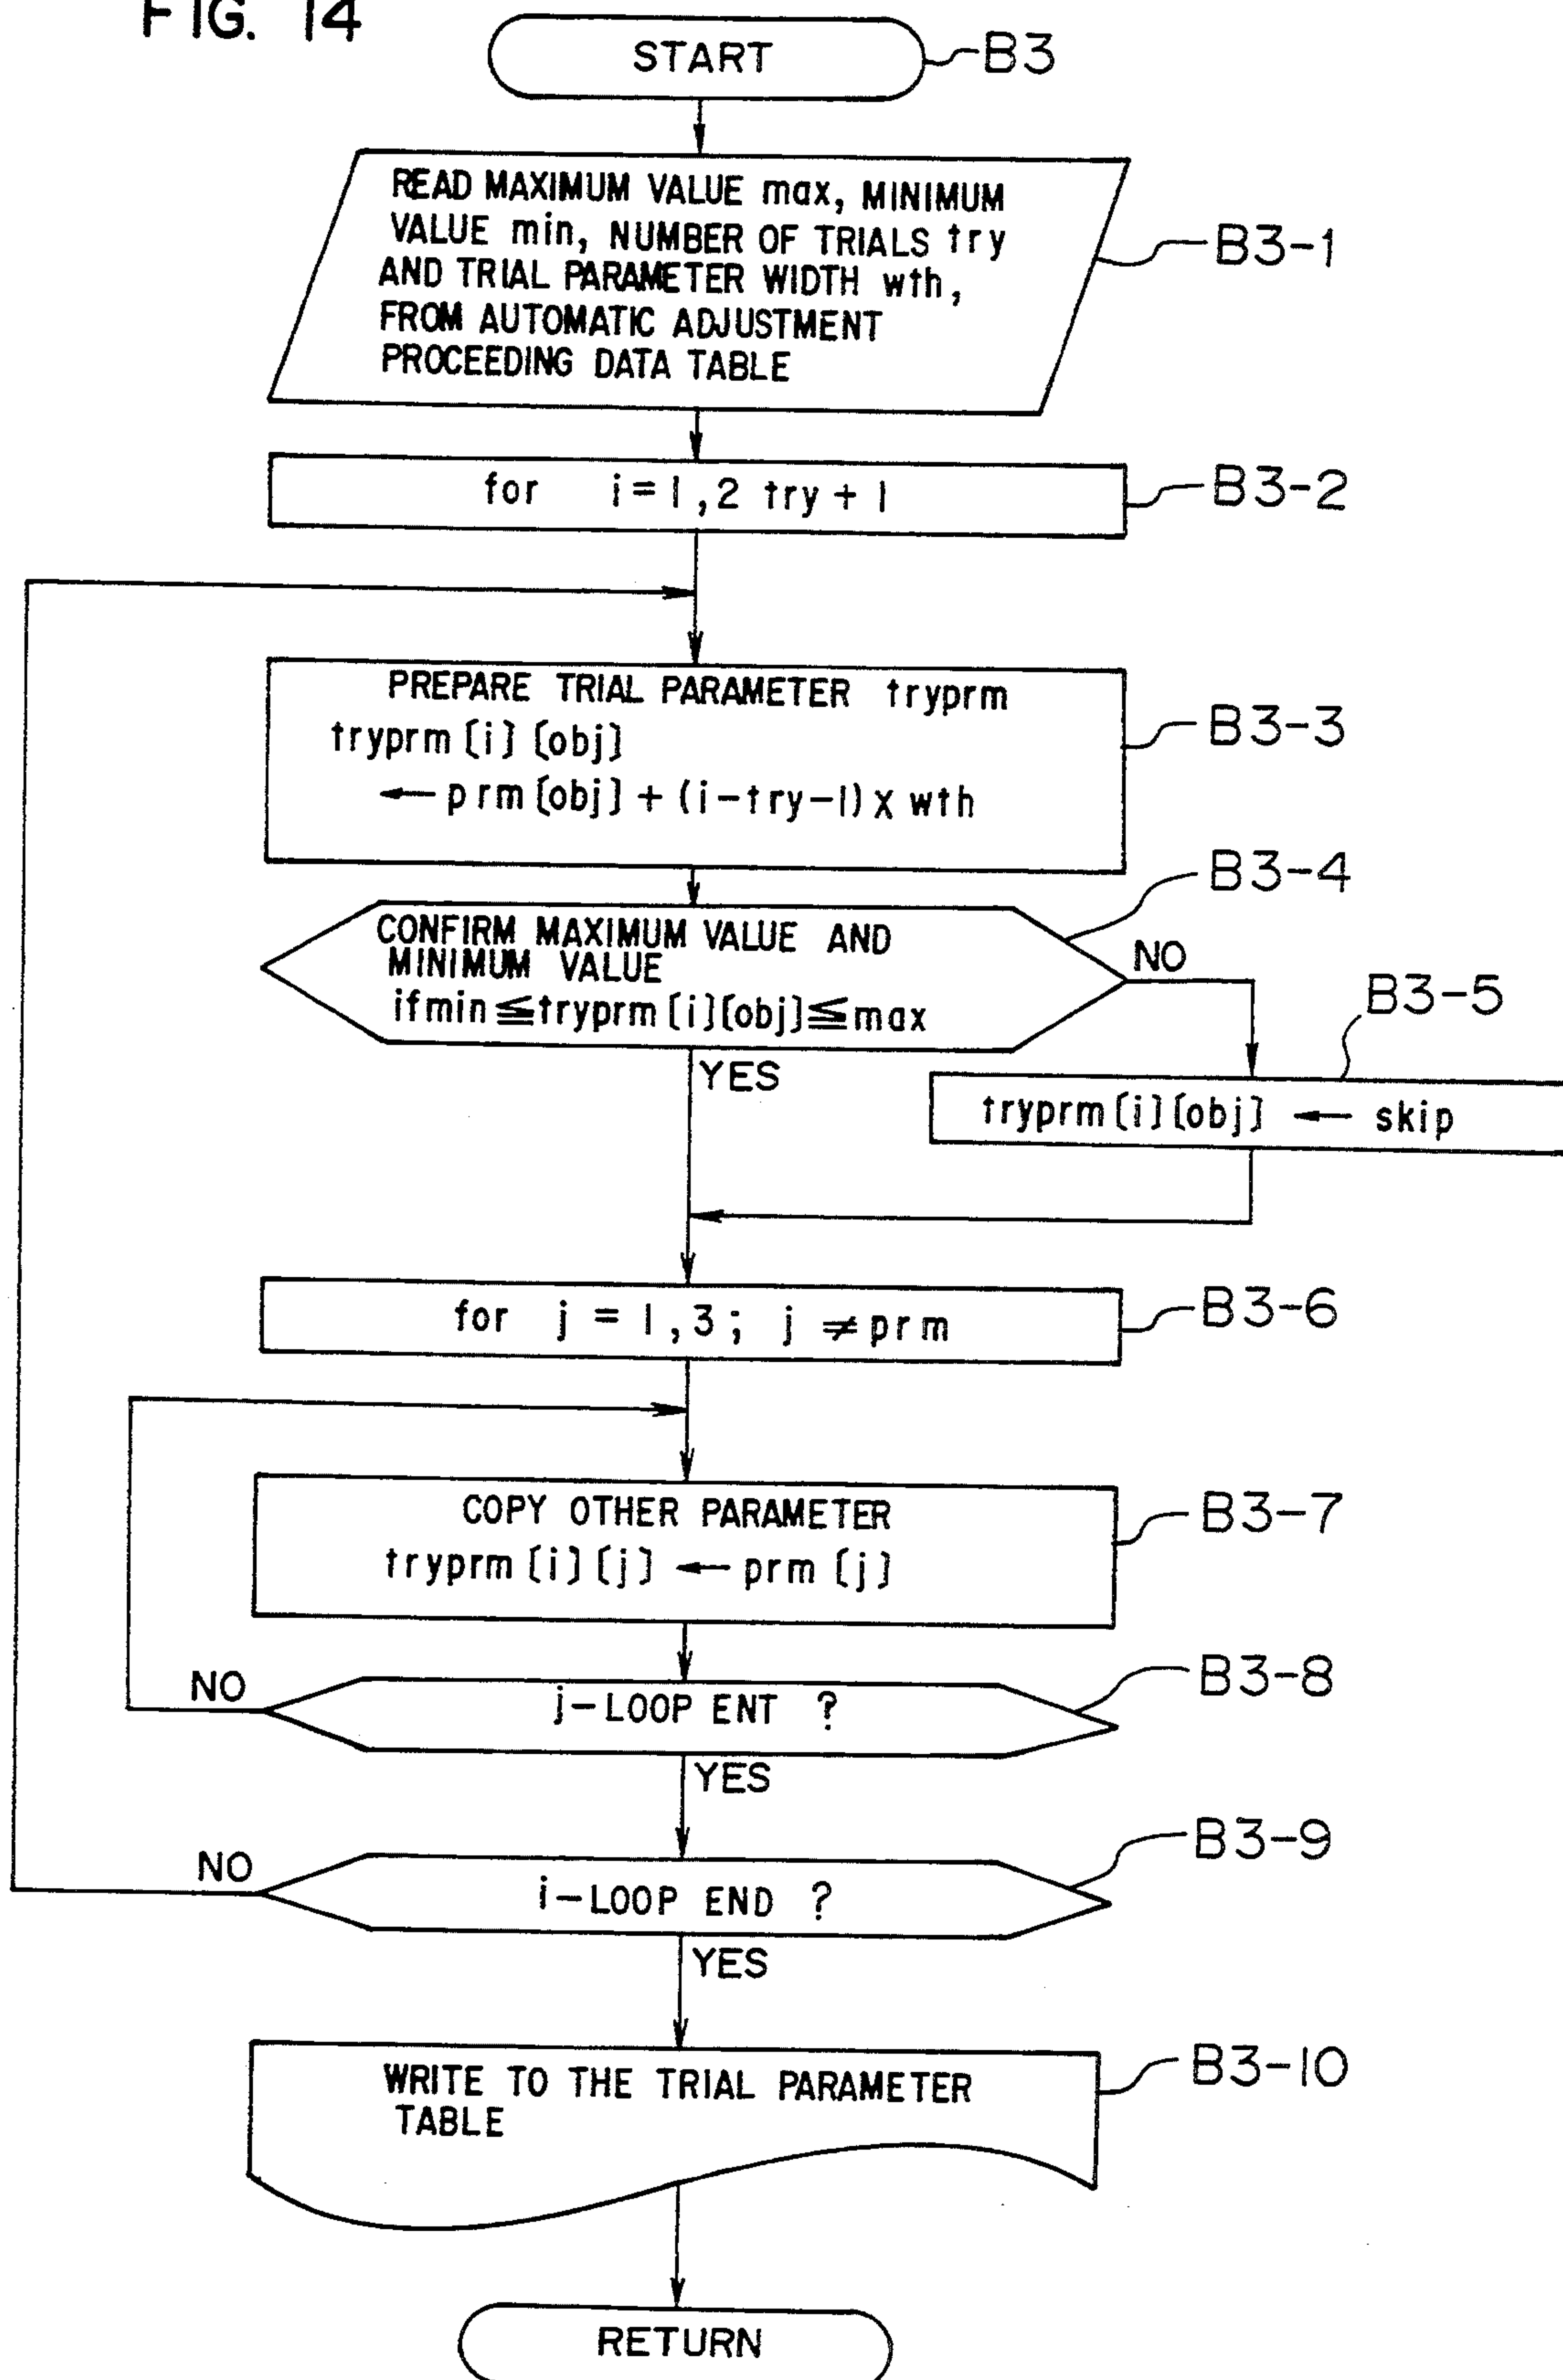 FIG. 14
START
B3
READ MAXIMUM VALUE max, MINIMUM
VALUE min, NUMBER OF TRIALS try
AND TRIAL PARAMETER WIDTH wth,
FROM AUTOMATIC ADJUSTMENT
PROCEEDING DATA TABLE
B3-1
for i=1,2 try+1
B3-2
PREPARE TRIAL PARAMETER tryprm
tryprm[i][obj]
←prm[obj]+(i-try-1)×wth
B3-3
B3-4
CONFIRM MAXIMUM VALUE AND
MINIMUM VALUE
ifmin≦tryprm[i][obj]≦max
NO
B3-5
YES
tryprm[i][obj] ← skip
for j = 1,3; j ≠prm
B3-6
COPY OTHER PARAMETER
tryprm[i][j] ← prm[j]
B3-7
NO
j-LOOP ENT ?
B3-8
YES
B3-9
NO
i-LOOP END ?
YES
WRITE TO THE TRIAL PARAMETER
TABLE
B3-10
RETURN